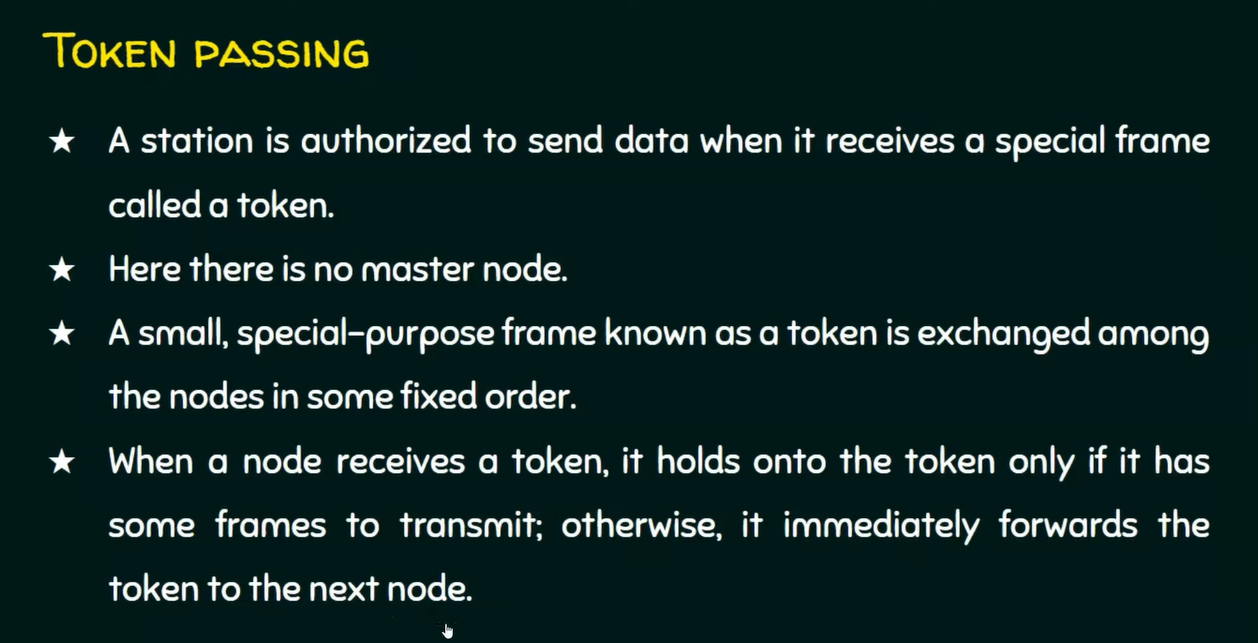 TOKEN PASSING
★ A station is authorized to send data when it receives a special frame
called a token.
★ Here there is no master node.
★ A small, special-purpose frame known as a token is exchanged among
the nodes in some fixed order.
★ When a node receives a token, it holds onto the token only if it has
some frames to transmit; otherwise, it immediately forwards the
token to the next node.